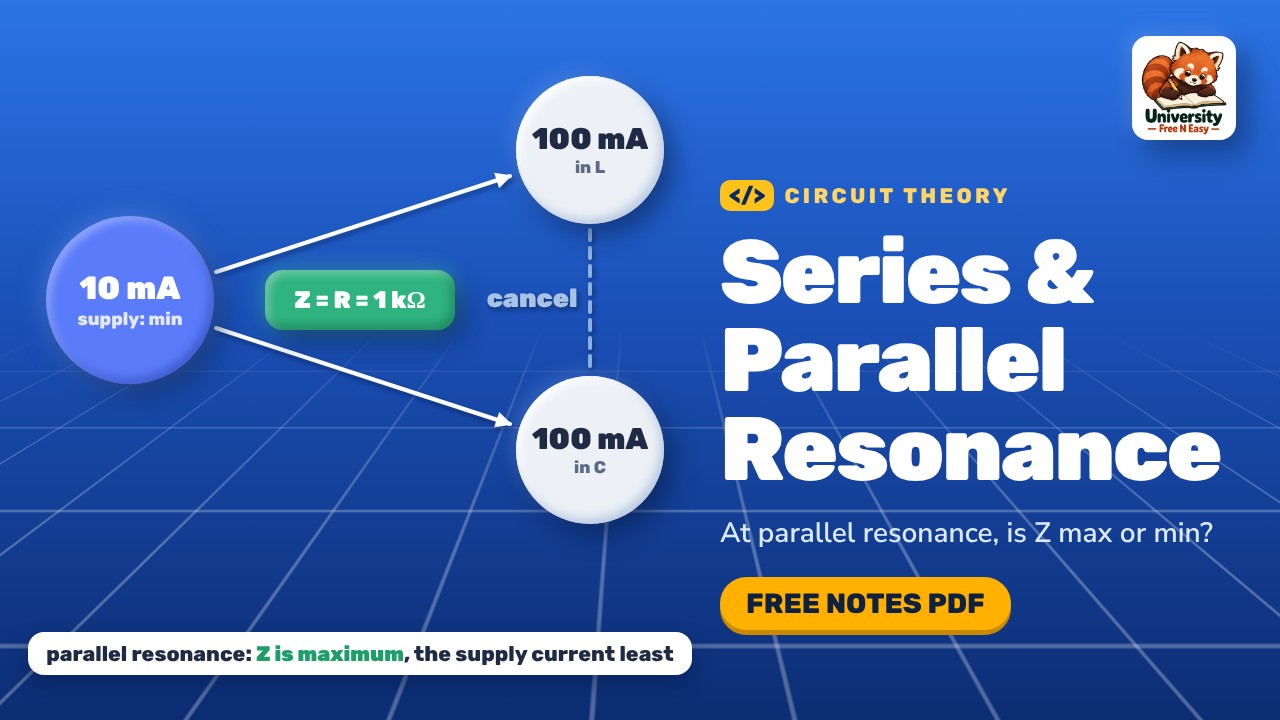 University
Free N Easy
</> CIRCUIT THEORY
Series &
Parallel
Resonance
At parallel resonance, is Z max or min?
FREE NOTES PDF
100 mA
in L
10 mA
supply: min
Z = R = 1 kΩ
cancel
100 mA
in C
parallel resonance: Z is maximum, the supply current least